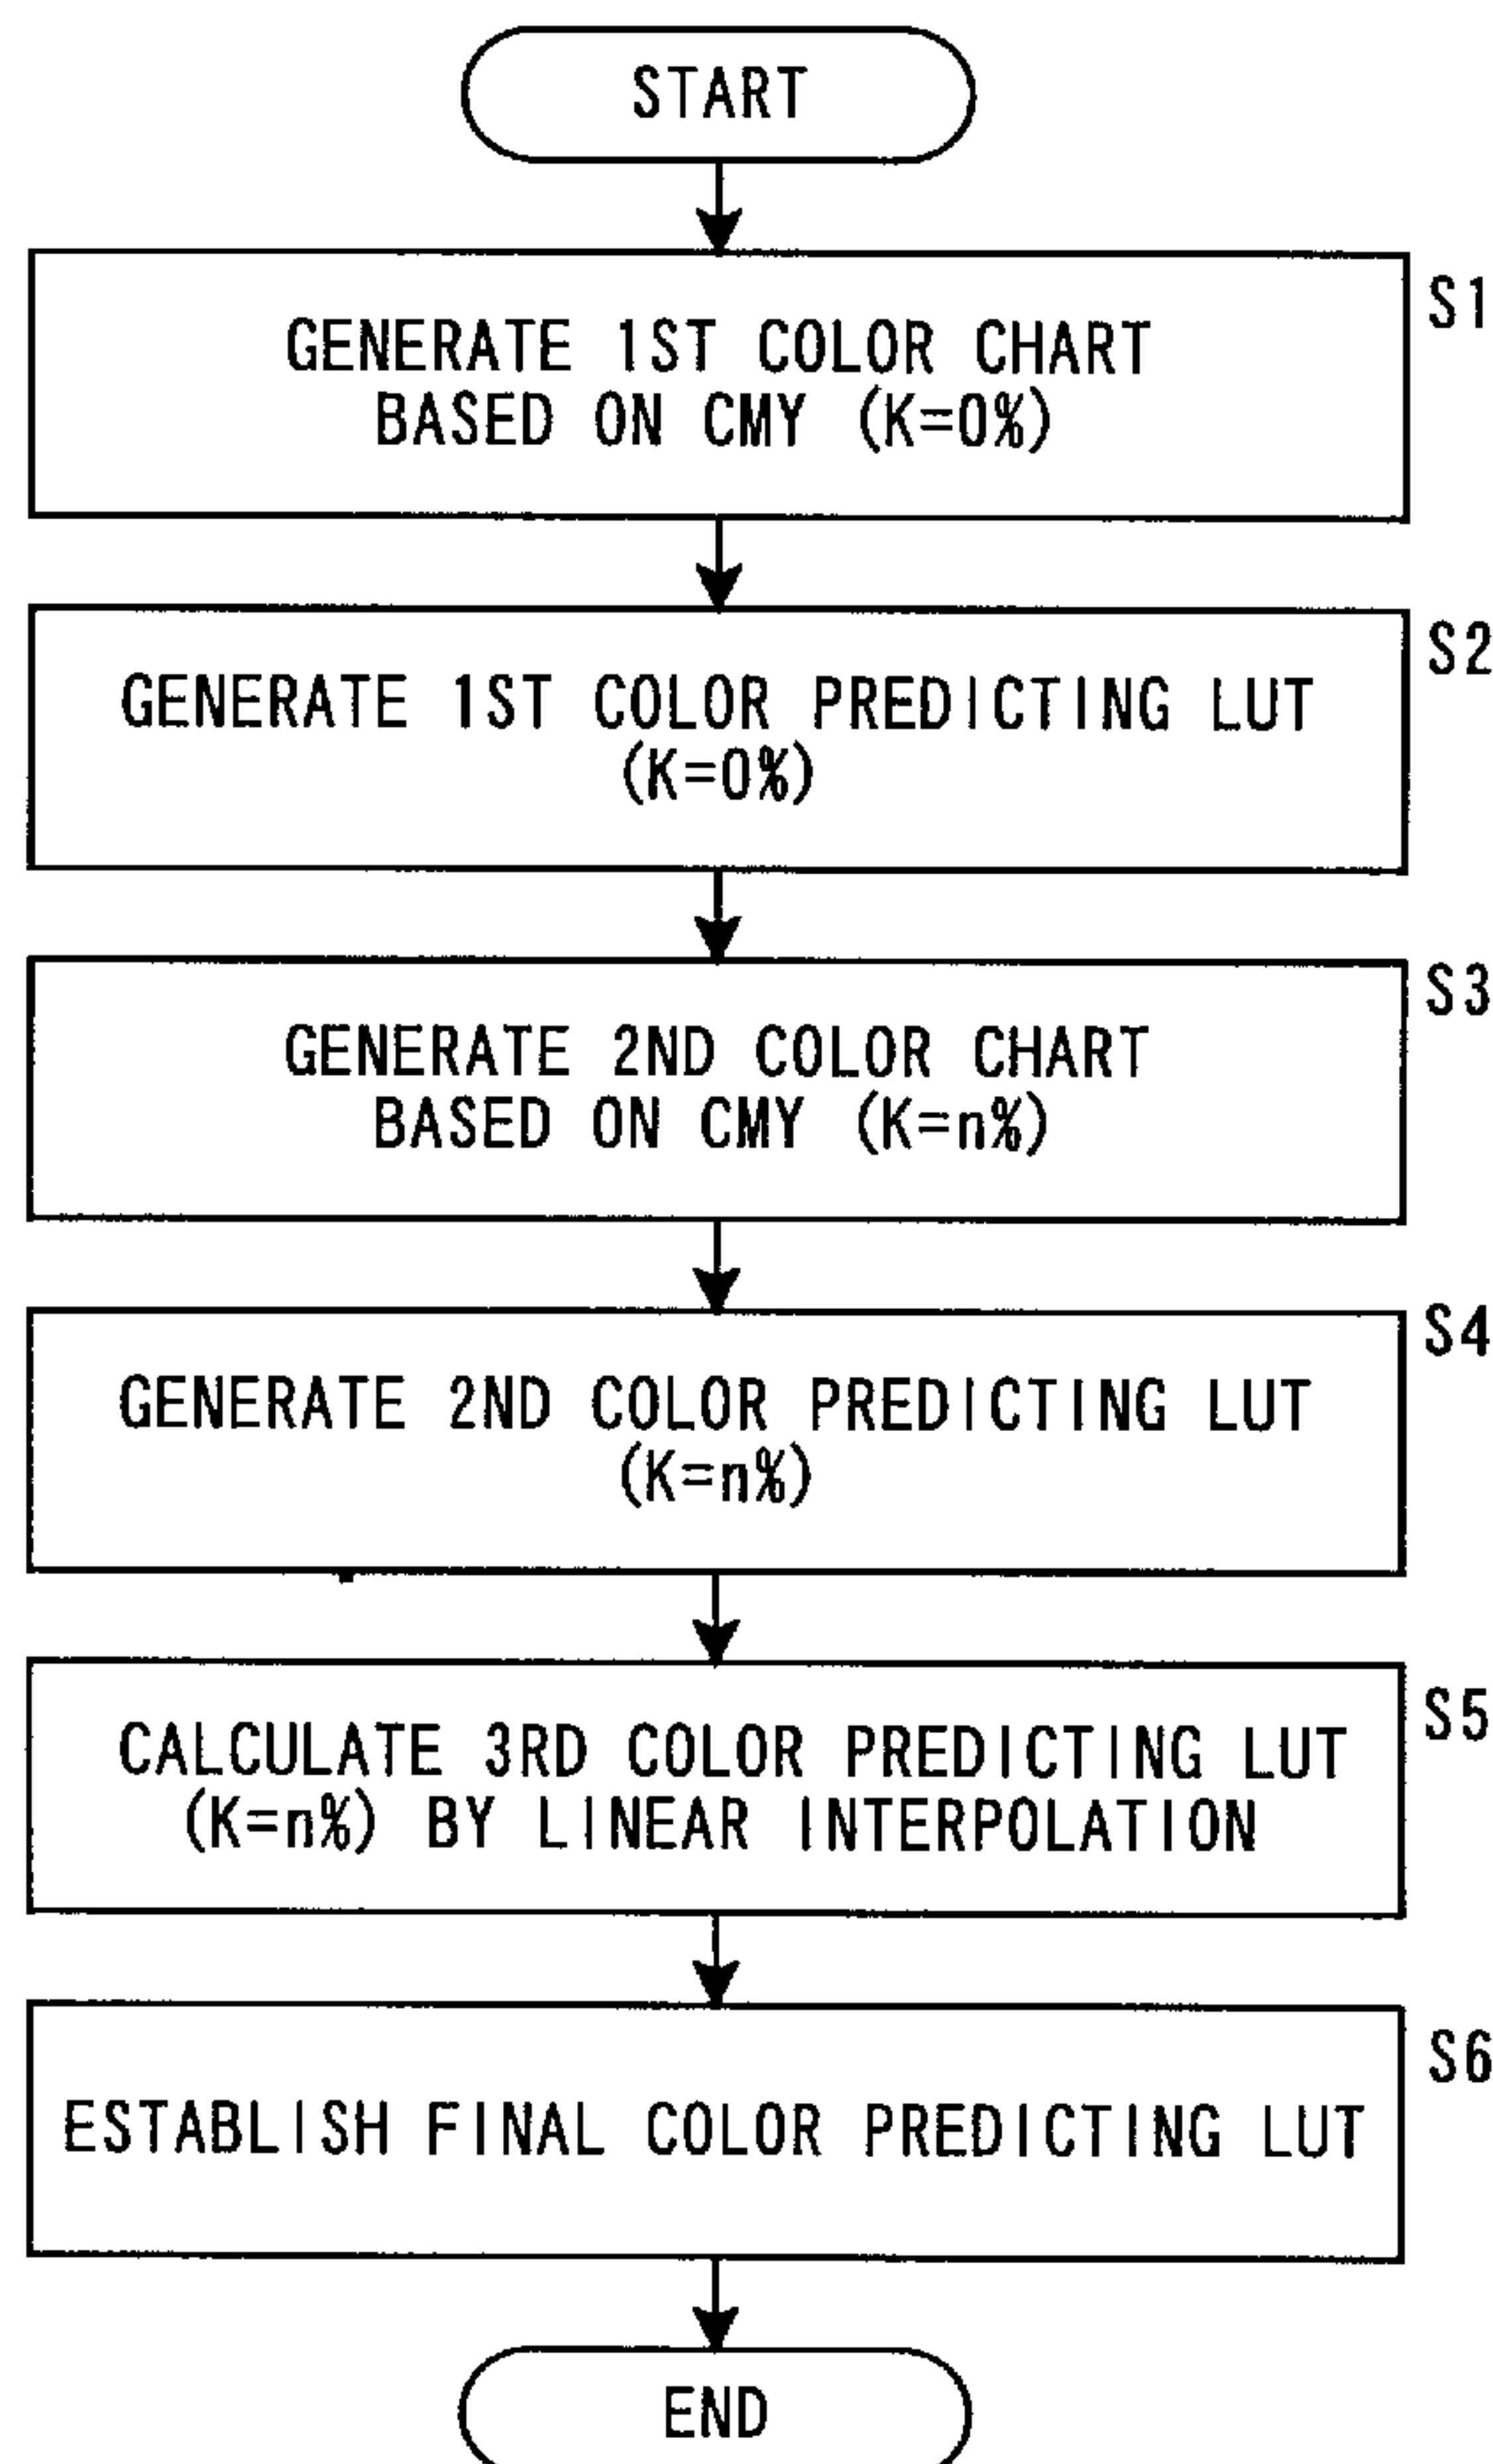 START
S1
GENERATE 1ST COLOR CHART
BASED ON CMY (K=0%)
S2
GENERATE 1ST COLOR PREDICTING LUT
(K=0%)
S3
GENERATE 2ND COLOR CHART
BASED ON CMY (K=n%)
S4
GENERATE 2ND COLOR PREDICTING LUT
(K=n%)
S5
CALCULATE 3RD COLOR PREDICTING LUT
(K=n%) BY LINEAR INTERPOLATION
S6
ESTABLISH FINAL COLOR PREDICTING LUT
END